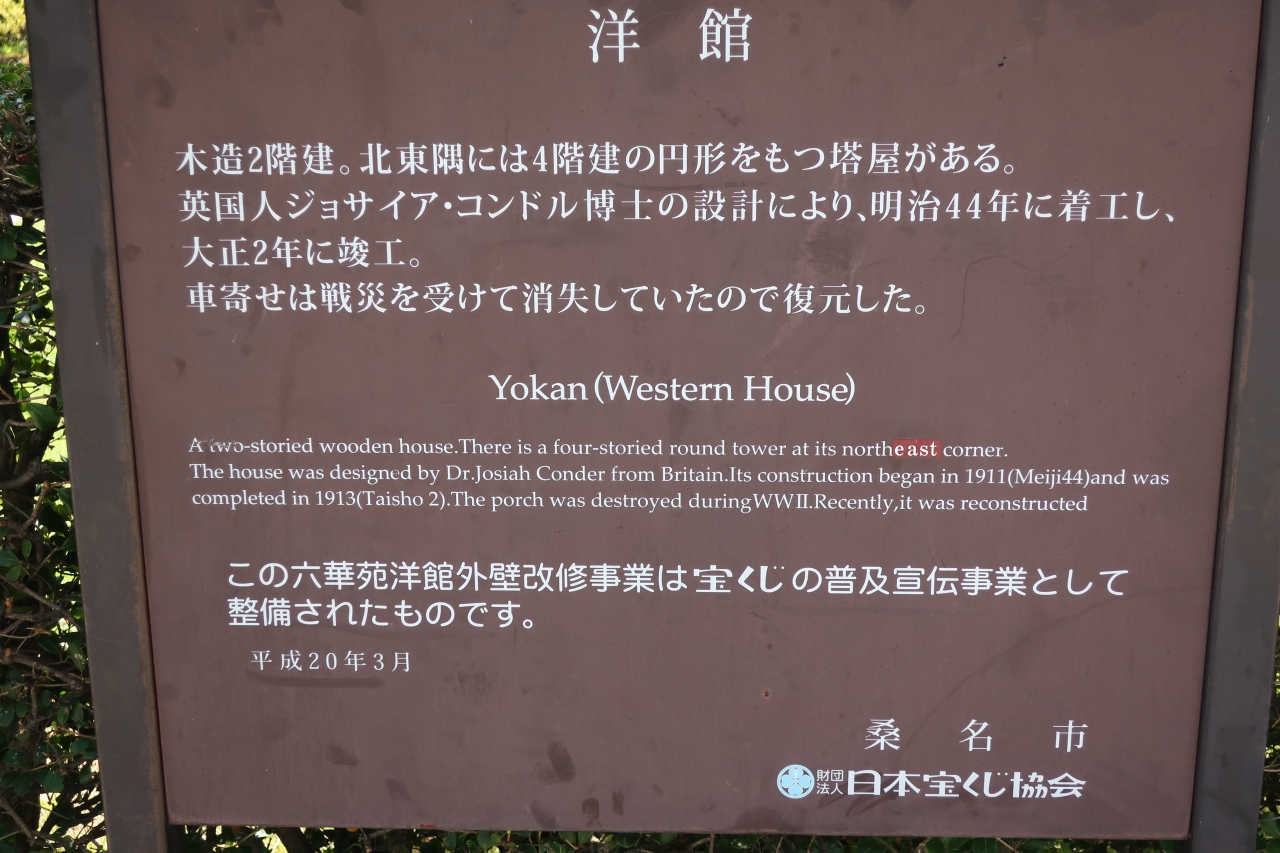 洋館
木造2階建。北東隅には4階建の円形をもつ塔屋がある。
英国人ジョサイア・コンドル博士の設計により、明治44年に着工し、
大正2年に竣工。
車寄せは戦災を受けて消失していたので復元した。
Yokan(Western House)
A two-storied wooden house.There is a four-storied round tower at its northeast corner.
The house was designed by Dr.Josiah Conder from Britain.Its construction began in 1911(Meiji44)and was
completed in 1913(Taisho 2).The porch was destroyed duringWWⅡ.Recently,it was reconstructed
この六華苑洋館外壁改修事業は宝くじの普及宣伝事業として
整備されたものです。
平成20年3月
桑名市
財団法人日本宝くじ協会